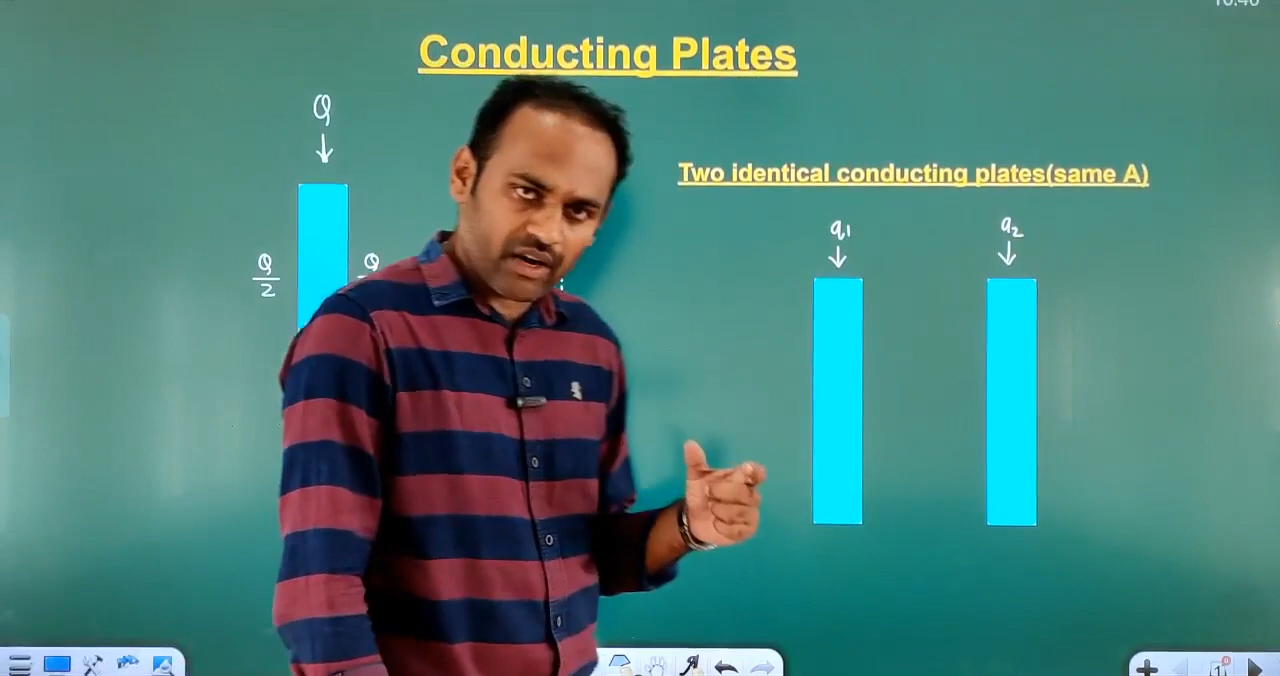 Conducting Plates
Q
Q/2
Q
Two identical conducting plates(same A)
q1
q2